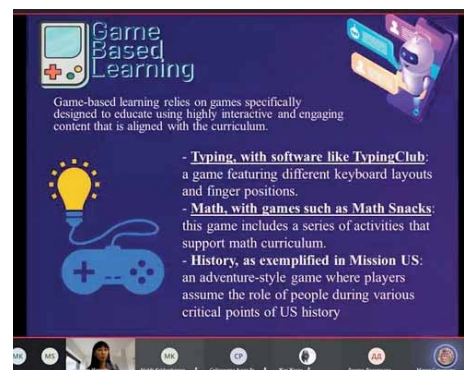 Game
Based
Learning
Game-based learning relies on games specifically
designed to educate using highly interactive and engaging
content that is aligned with the curriculum.
- Typing, with software like TypingClub:
a game featuring different keyboard layouts
and finger positions.
- Math, with games such as Math Snacks:
this game includes a series of activities that
support math curriculum.
- History, as exemplified in Mission US:
an adventure-style game where players
assume the role of people during various
critical points of US history
MK
MS
MK
CP
ДД